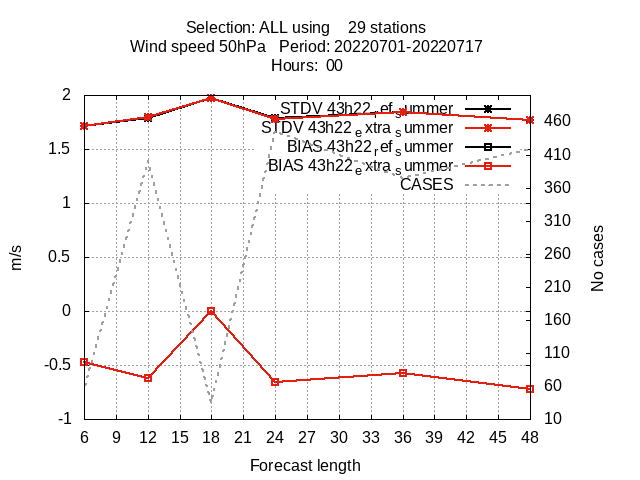 Selection: ALL using    29 stations
Wind speed 50hPa   Period: 20220701-20220717
Hours:  00
STDV 43h22_ref_summer
STDV 43h22_extra_summer
BIAS 43h22_ref_summer
BIAS 43h22_extra_summer
CASES
2
1.5
1
0.5
0
-0.5
-1
m/s
460
410
360
310
260
210
160
110
60
10
No cases
6 9 12 15 18 21 24 27 30 33 36 39 42 45 48
Forecast length